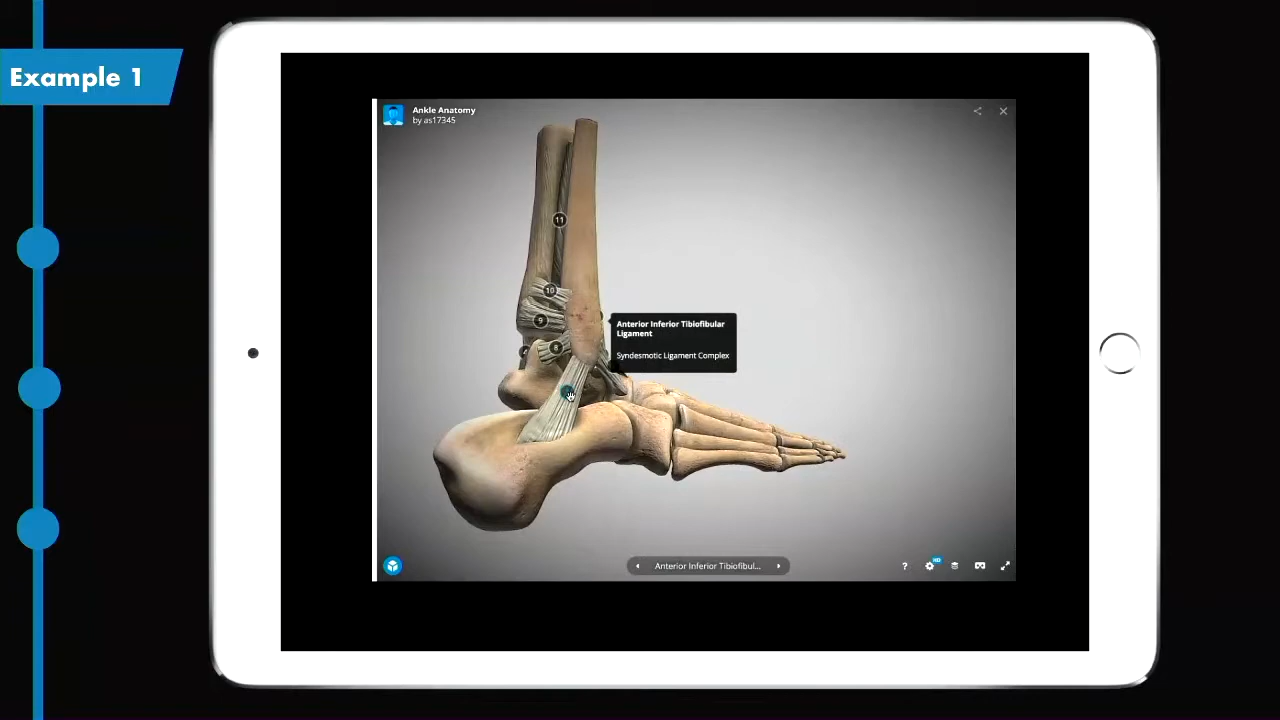 Example 1
Ankle Anatomy
by as17345
11
10
9
8
Anterior Inferior Tibiofibular
Ligament
Syndesmotic Ligament Complex
Anterior Inferior Tibiofibul...
?
HD